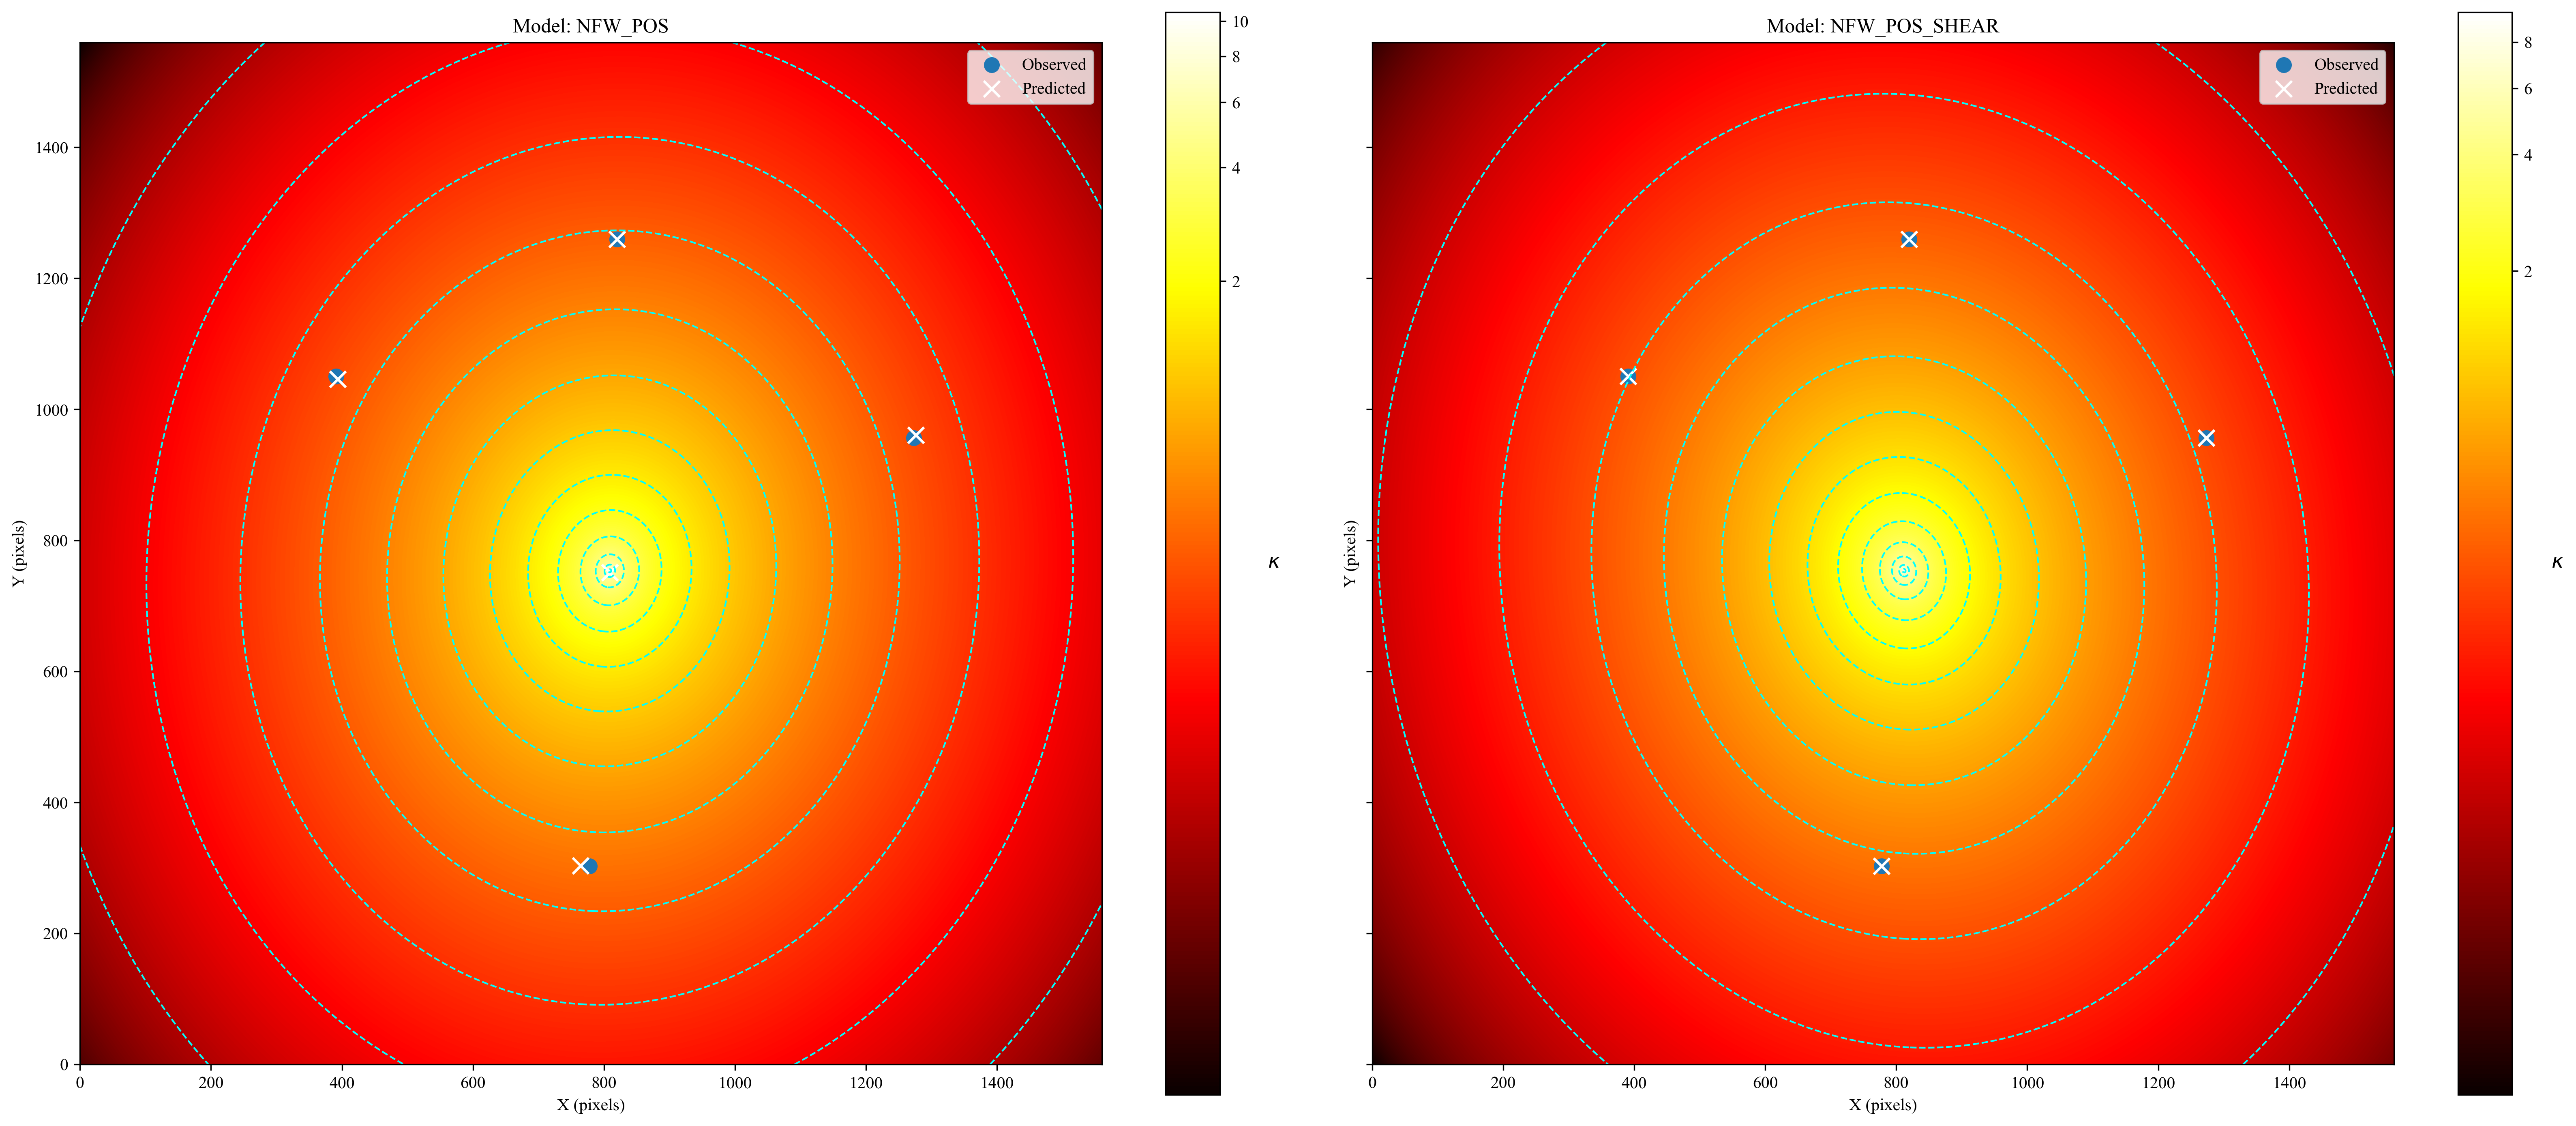 Model: NFW_POS
Observed
Predicted
1400
1200
1000
800
600
400
200
0
Y (pixels)
0 200 400 600 800 1000 1200 1400
X (pixels)
10
8
6
4
2
κ
Model: NFW_POS_SHEAR
Observed
Predicted
Y (pixels)
0 200 400 600 800 1000 1200 1400
X (pixels)
8
6
4
2
κ